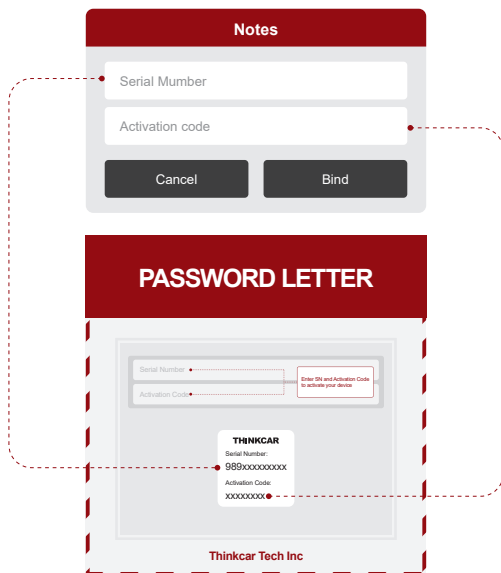 Notes
Serial Mumber
Activation code
Cancel
Bind
PASSWORD LETTER
Serial Number
Activation Code
Enter SN and Activation Code
to activate your device
THINKCAR
Serial Number:
989xxxxxxxxx
Activation Code:
xxxxxxxx
Thinkcar Tech Inc